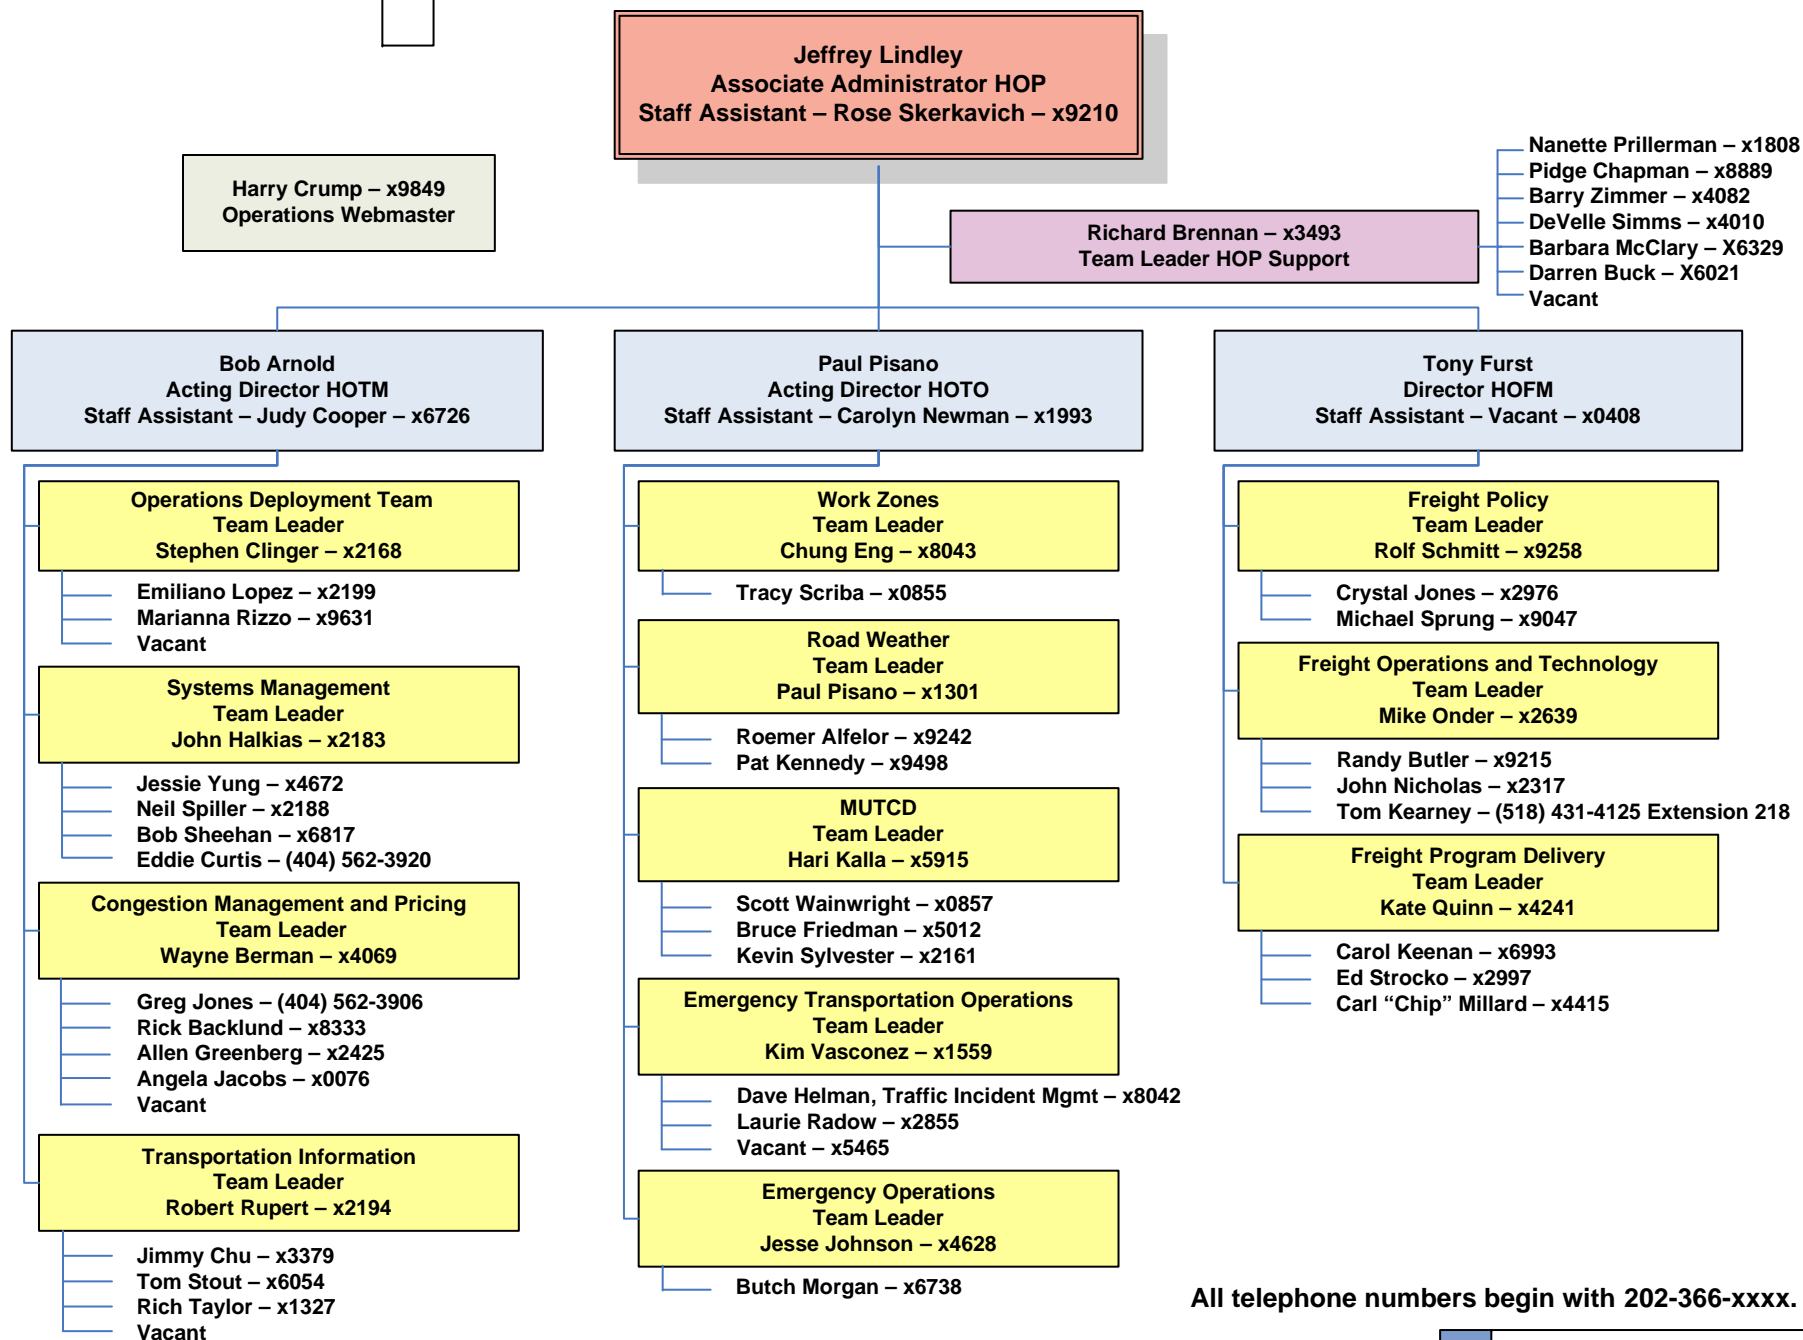 Jeffrey Lindley
Associate Administrator HOP
Staff Assistant – Rose Skerkavich – x9210
Harry Crump – x9849
Operations Webmaster
Richard Brennan – x3493
Team Leader HOP Support
Nanette Prillerman – x1808
Pidge Chapman – x8889
Barry Zimmer – x4082
DeVelle Simms – x4010
Barbara McClary – X6329
Darren Buck – X6021
Vacant
Bob Arnold
Acting Director HOTM
Staff Assistant – Judy Cooper – x6726
Operations Deployment Team
Team Leader
Stephen Clinger – x2168
Emiliano Lopez – x2199
Marianna Rizzo – x9631
Vacant
Systems Management
Team Leader
John Halkias – x2183
Jessie Yung – x4672
Neil Spiller – x2188
Bob Sheehan – x6817
Eddie Curtis – (404) 562-3920
Congestion Management and Pricing
Team Leader
Wayne Berman – x4069
Greg Jones – (404) 562-3906
Rick Backlund – x8333
Allen Greenberg – x2425
Angela Jacobs – x0076
Vacant
Transportation Information
Team Leader
Robert Rupert – x2194
Jimmy Chu – x3379
Tom Stout – x6054
Rich Taylor – x1327
Vacant
Paul Pisano
Acting Director HOTO
Staff Assistant – Carolyn Newman – x1993
Work Zones
Team Leader
Chung Eng – x8043
Tracy Scriba – x0855
Road Weather
Team Leader
Paul Pisano – x1301
Roemer Alfelor – x9242
Pat Kennedy – x9498
MUTCD
Team Leader
Hari Kalla – x5915
Scott Wainwright – x0857
Bruce Friedman – x5012
Kevin Sylvester – x2161
Emergency Transportation Operations
Team Leader
Kim Vasconez – x1559
Dave Helman, Traffic Incident Mgmt – x8042
Laurie Radow – x2855
Vacant – x5465
Emergency Operations
Team Leader
Jesse Johnson – x4628
Butch Morgan – x6738
Tony Furst
Director HOFM
Staff Assistant – Vacant – x0408
Freight Policy
Team Leader
Rolf Schmitt – x9258
Crystal Jones – x2976
Michael Sprung – x9047
Freight Operations and Technology
Team Leader
Mike Onder – x2639
Randy Butler – x9215
John Nicholas – x2317
Tom Kearney – (518) 431-4125 Extension 218
Freight Program Delivery
Team Leader
Kate Quinn – x4241
Carol Keenan – x6993
Ed Strocko – x2997
Carl “Chip” Millard – x4415
All telephone numbers begin with 202-366-xxxx.